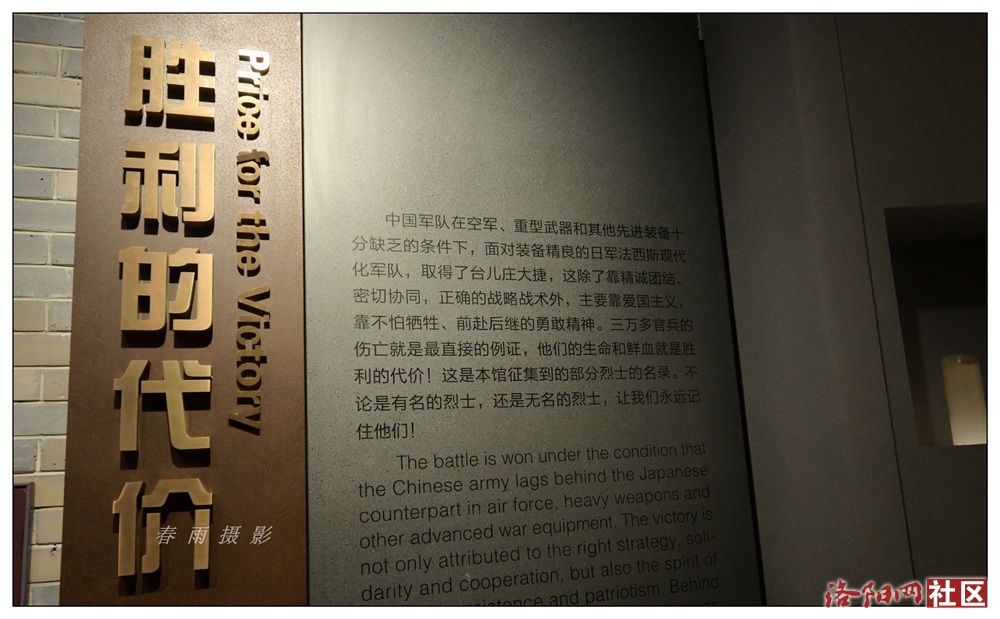 胜利的代价
Price for the Victory
中国军队在空军、重型武器和其他先进装备十
分缺乏的条件下，面对装备精良的日军法西斯现代
化军队，取得了台儿庄大捷，这除了靠精诚团结、
密切协同，正确的战略战术外，主要靠爱国主义，
靠不怕牺牲、前赴后继的勇敢精神。三万多官兵的
伤亡就是最直接的例证，他们的生命和鲜血就是胜
利的代价！这是本馆征集到的部分烈士的名录。不
论是有名的烈士，还是无名的烈士，让我们永远记
住他们！
The battle is won under the condition that
the Chinese army lags behind the Japanese
counterpart in air force, heavy weapons and
other advanced war equipment. The victory is
not only attributed to the right strategy, soli-
darity and cooperation, but also the spirit of
and patriotism. Behind
春雨摄影
洛阳网社区